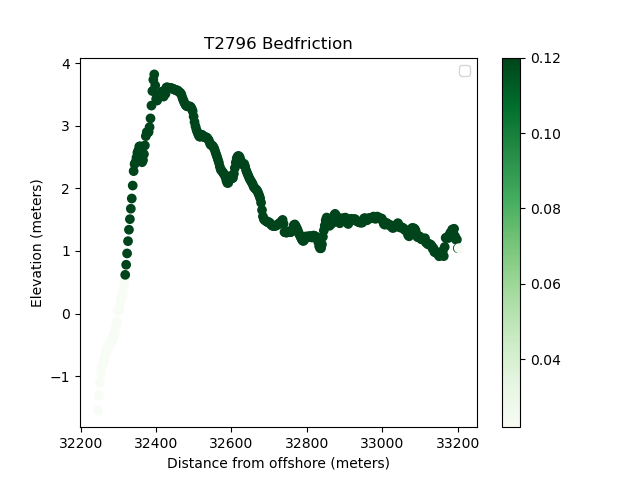 T2796 Bedfriction
4
3
2
1
0
−1
Elevation (meters)
32200 32400 32600 32800 33000 33200
Distance from offshore (meters)
0.12
0.10
0.08
0.06
0.04